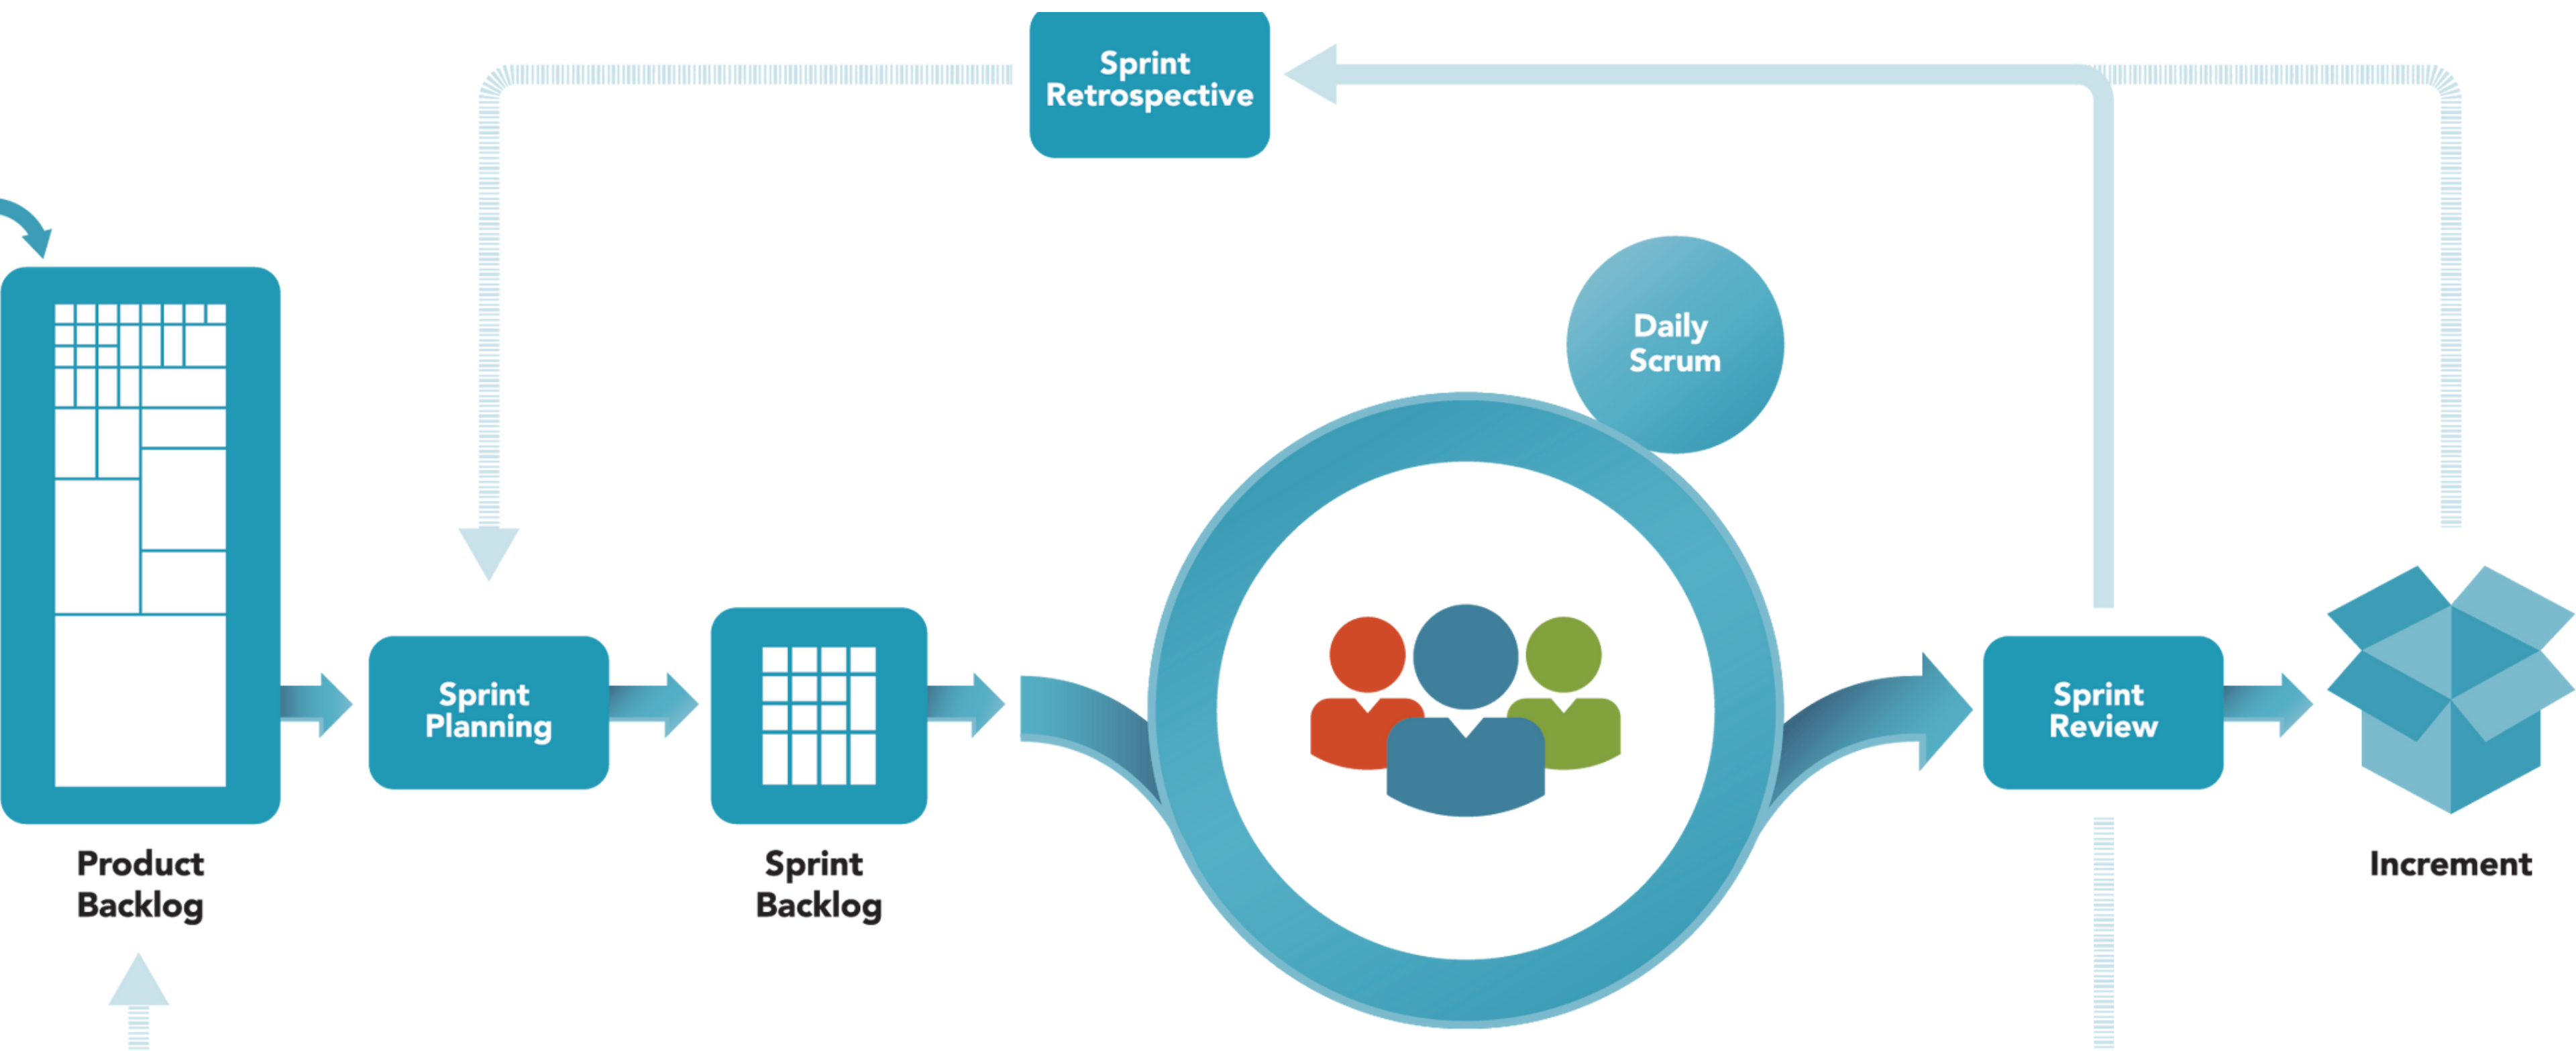 Sprint
Retrospective
Daily
Scrum
Sprint
Planning
Sprint
Review
Product
Backlog
Sprint
Backlog
Increment